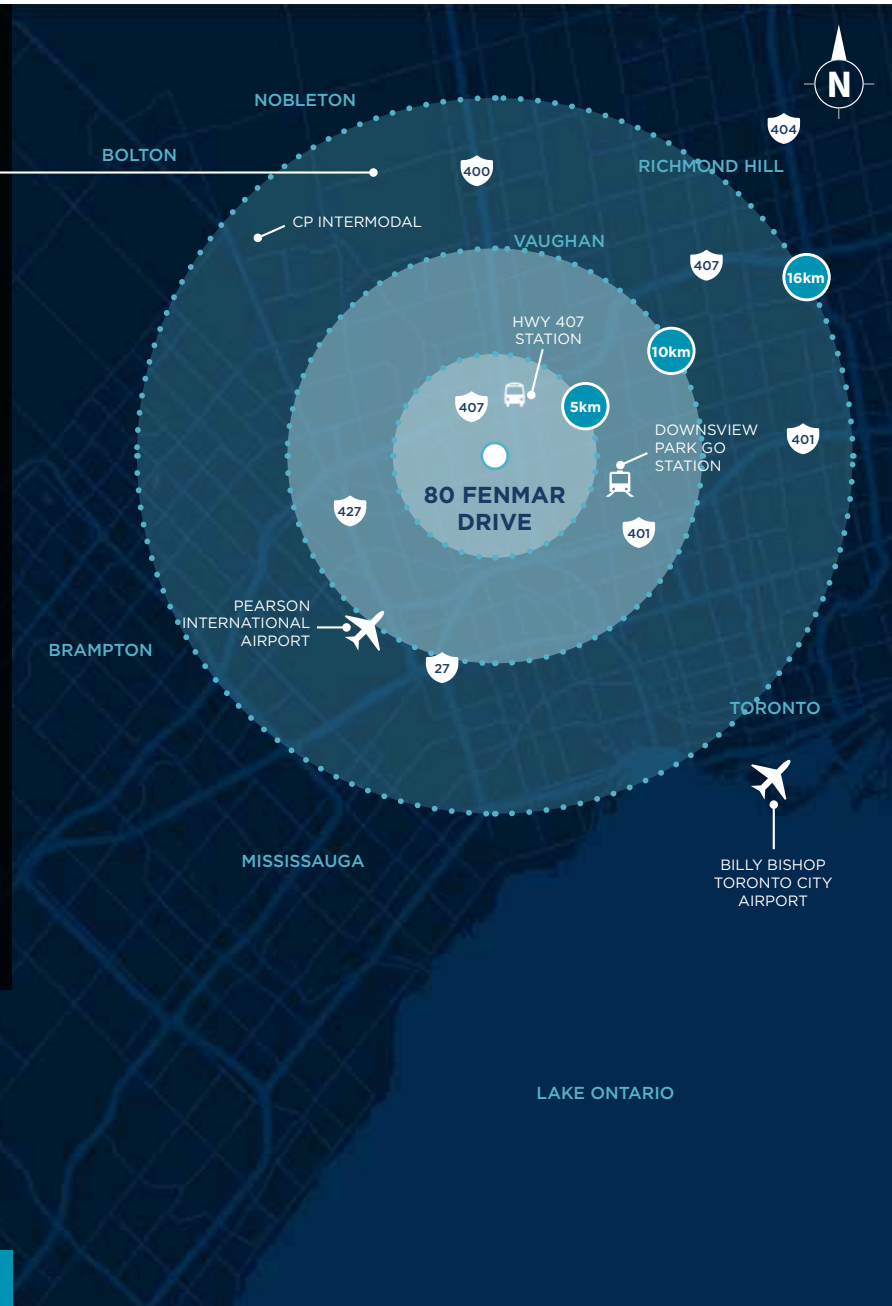 N
NOBLETON
404
BOLTON
400
RICHMOND HILL
CP INTERMODAL
VAUGHAN
407
16km
HWY 407
STATION
10km
407
5km
DOWNSVIEW
PARK GO
STATION
401
80 FENMAR
DRIVE
427
401
PEARSON
INTERNATIONAL
AIRPORT
BRAMPTON
27
TORONTO
MISSISSAUGA
BILLY BISHOP
TORONTO CITY
AIRPORT
LAKE ONTARIO